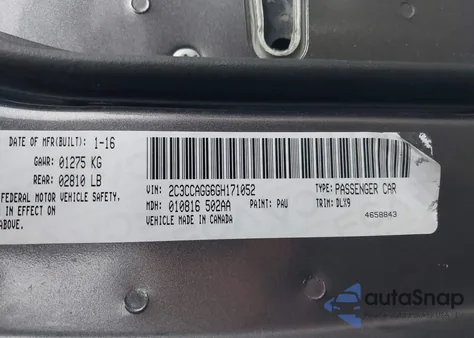 DATE OF MFR(BUILT): 1-16
GAWR: 01275 KG
REAR: 02810 LB
FEDERAL MOTOR VEHICLE SAFETY,
IN EFFECT ON
ABOVE.
VIN: 2C3CCAGG6GH171052
TYPE: PASSENGER CAR
MDH: 010816 502AA PAINT: PAU TRIM: DLX9
VEHICLE MADE IN CANADA
4658843
autoSnap